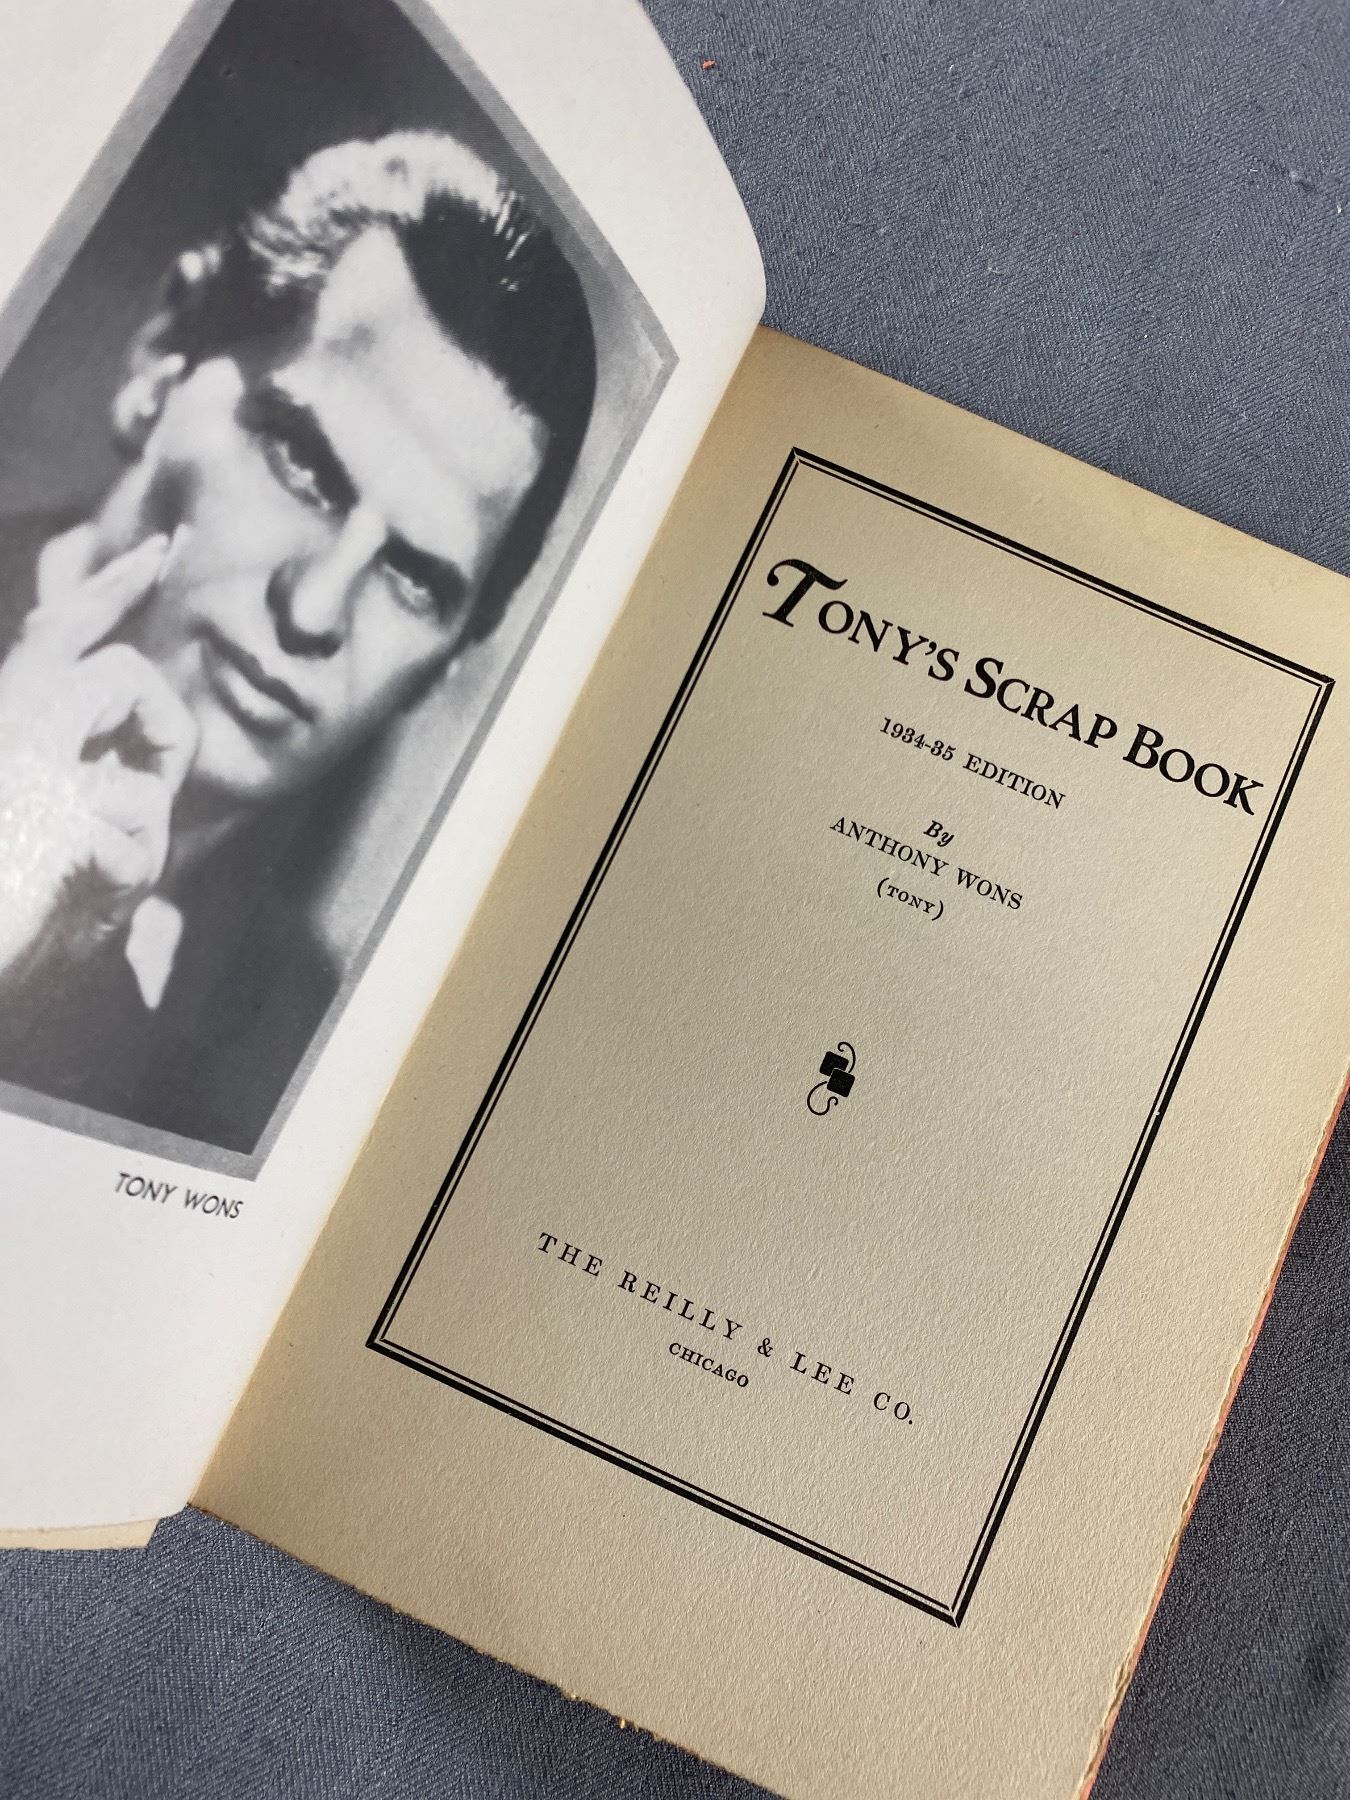 TONY WONS
TONY'S SCRAP BOOK
1934-35 EDITION
By
ANTHONY WONS
(TONY)
THE REILLY & LEE CO.
CHICAGO